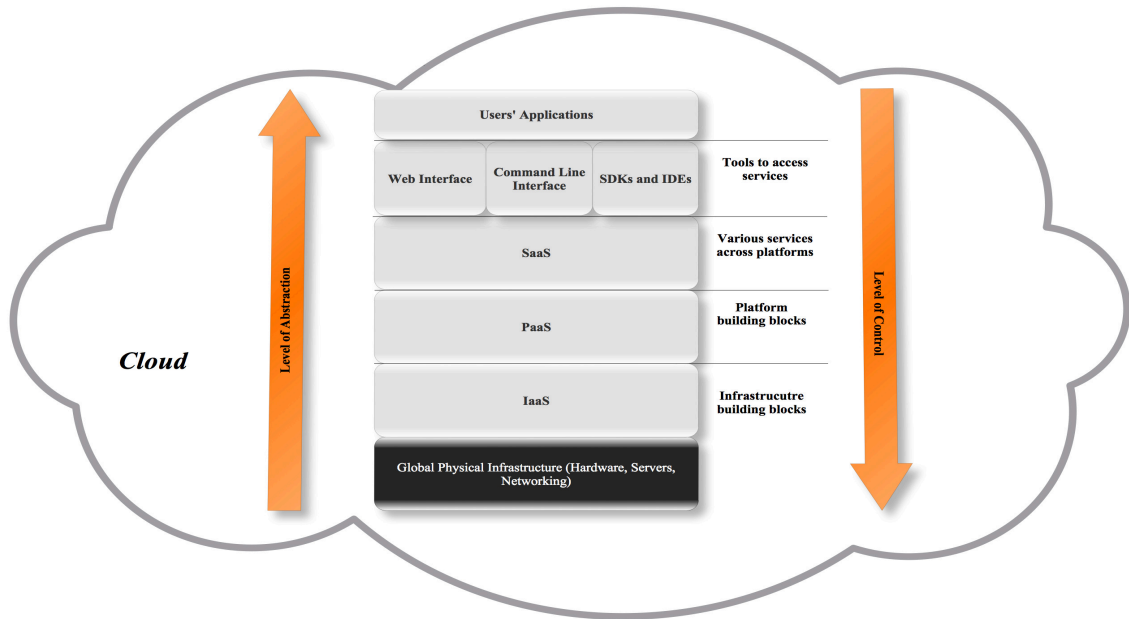 Users' Applications
Web Interface
Command Line
Interface
SDKs and IDEs
Tools to access
services
SaaS
Various services
across platforms
PaaS
Platform
building blocks
IaaS
Infrastrucutre
building blocks
Global Physical Infrastructure (Hardware, Servers,
Networking)
Cloud
Level of Abstraction
Level of Control